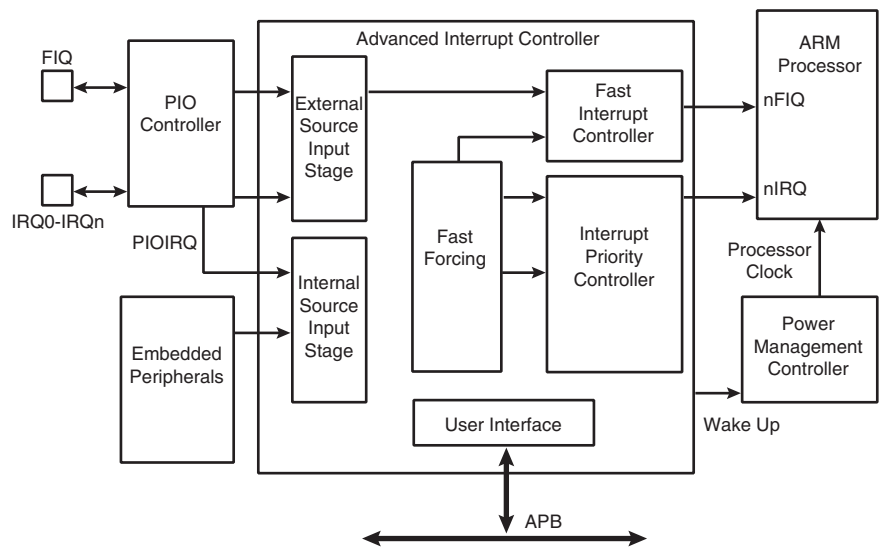 Advanced Interrupt Controller
FIQ
PIO
Controller
IRQ0-IRQn
PIOIRQ
Embedded
Peripherals
External
Source
Input
Stage
Internal
Source
Input
Stage
Fast
Forcing
Fast
Interrupt
Controller
Interrupt
Priority
Controller
User Interface
APB
ARM
Processor
nFIQ
nIRQ
Processor
Clock
Power
Management
Controller
Wake Up